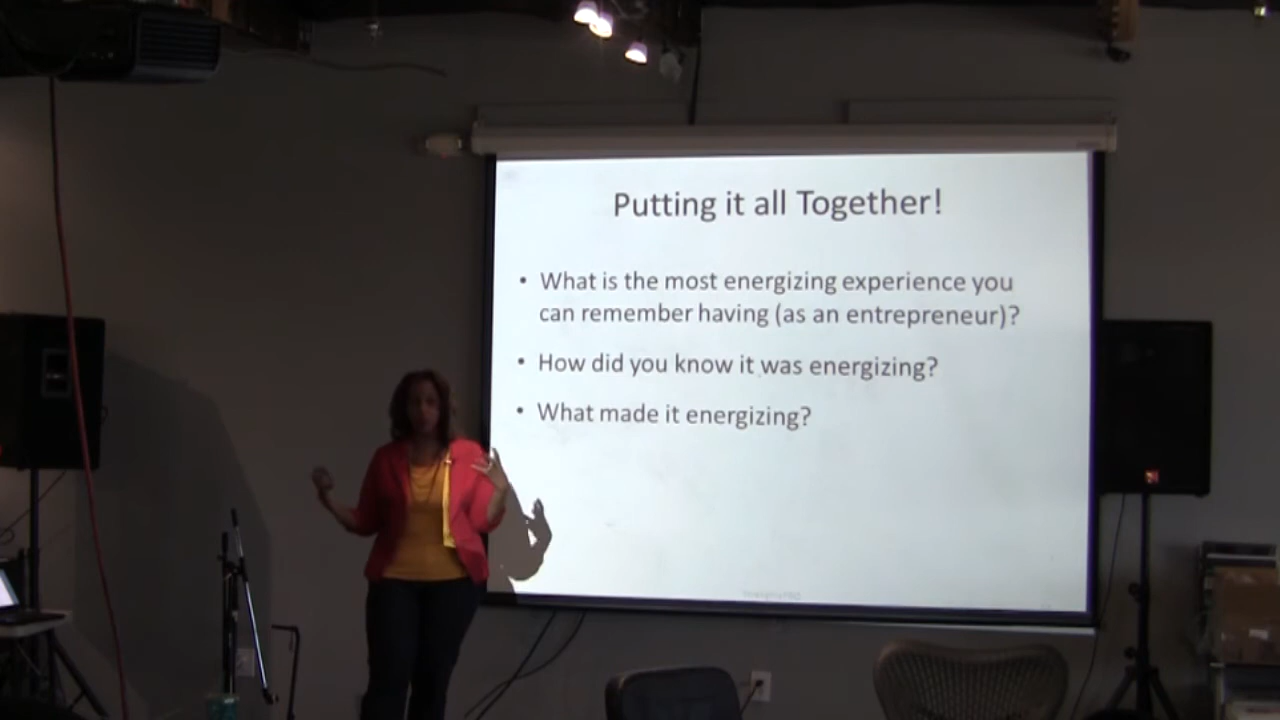 Putting it all Together!
• What is the most energizing experience you
can remember having (as an entrepreneur)?
• How did you know it was energizing?
• What made it energizing?